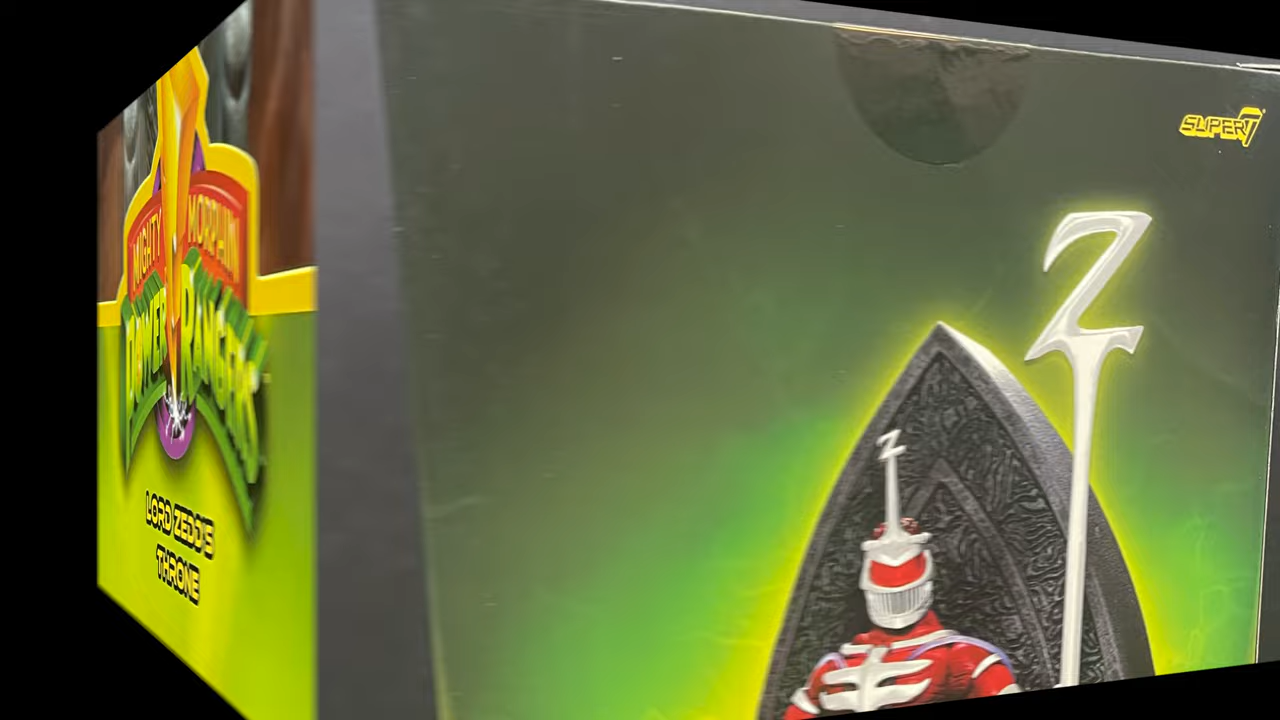 MIGHTY MORPHIN
POWER RANGERS
LORD ZEDD'S
THRONE
SUPER7